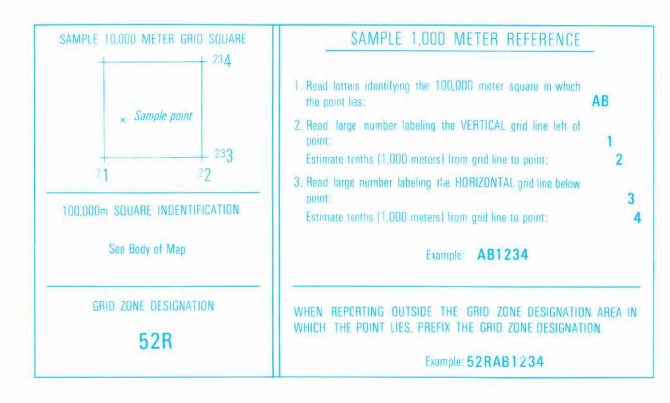 SAMPLE 10,000 METER GRID SQUARE
234
Sample point
233
21 22
100,000m SQUARE INDENTIFICATION
See Body of Map
GRID ZONE DESIGNATION
52R
SAMPLE 1,000 METER REFERENCE
1. Read letters identifying the 100,000 meter square in which
the point lies: AB
2. Read large number labeling the VERTICAL grid line left of
point: 1
Estimate tenths (1,000 meters) from grid line to point: 2
3. Read large number labeling the HORIZONTAL grid line below
point: 3
Estimate tenths (1,000 meters) from grid line to point: 4
Example: AB1234
WHEN REPORTING OUTSIDE THE GRID ZONE DESIGNATION AREA IN
WHICH THE POINT LIES, PREFIX THE GRID ZONE DESIGNATION.
Example: 52RAB1234